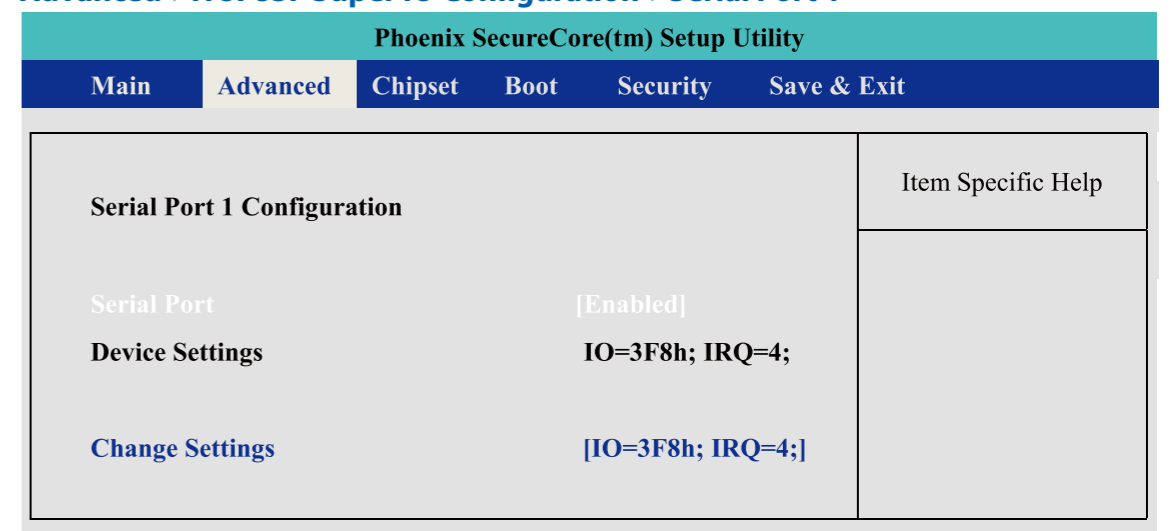 Phoenix SecureCore(tm) Setup Utility
Main Advanced Chipset Boot Security Save & Exit
Serial Port 1 Configuration
Item Specific Help
Serial Port [Enabled]
Device Settings IO=3F8h; IRQ=4;
Change Settings [IO=3F8h; IRQ=4;]